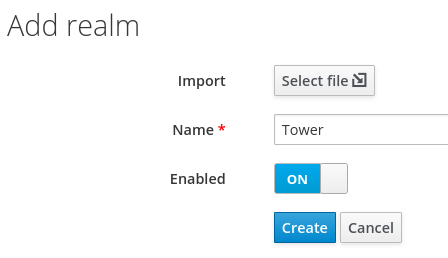 Add realm
Import Select file
Name * Tower
Enabled ON
Create Cancel